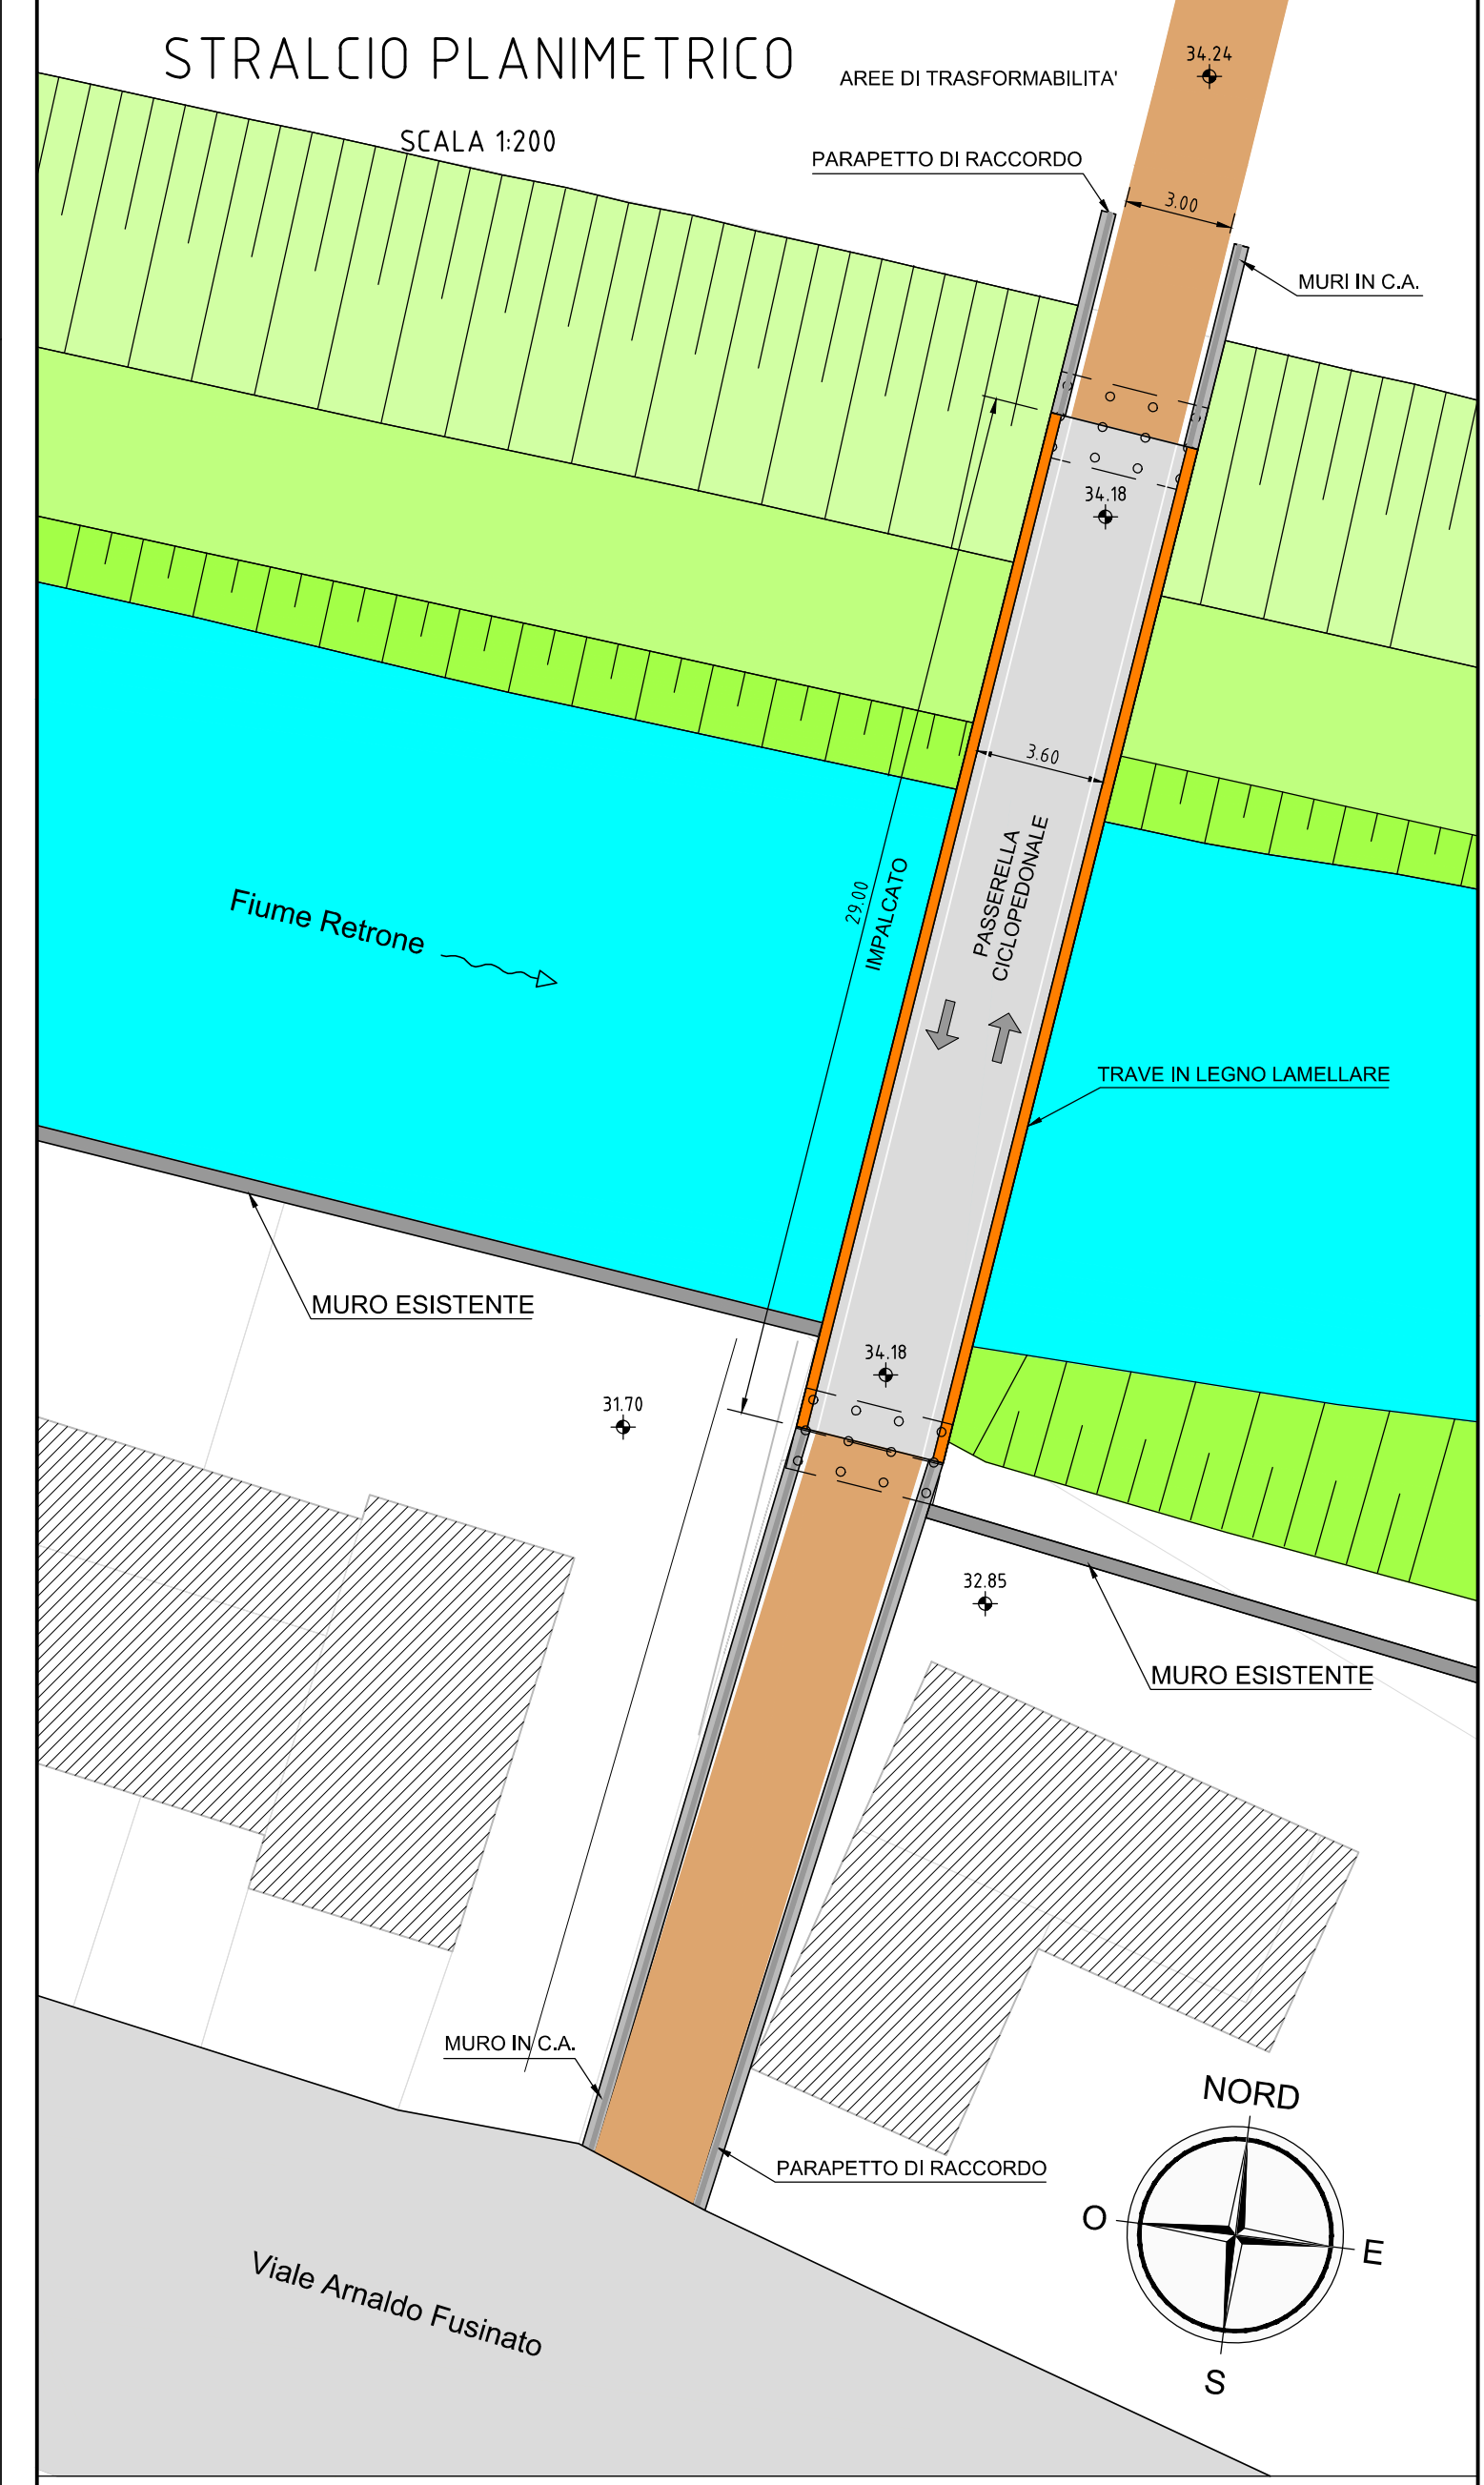 STRALCIO PLANIMETRICO
34.24
AREE DI TRASFORMABILITA'
SCALA 1:200
PARAPETTO DI RACCORDO
3.00
MURI IN C.A.
34.18
3.60
PASSERELLA
CICLOPEDONALE
29.00
IMPALCATO
Fiume Retrone
TRAVE IN LEGNO LAMELLARE
MURO ESISTENTE
34.18
31.70
32.85
MURO ESISTENTE
MURO IN C.A.
PARAPETTO DI RACCORDO
NORD
O
E
S
Viale Arnaldo Fusinato